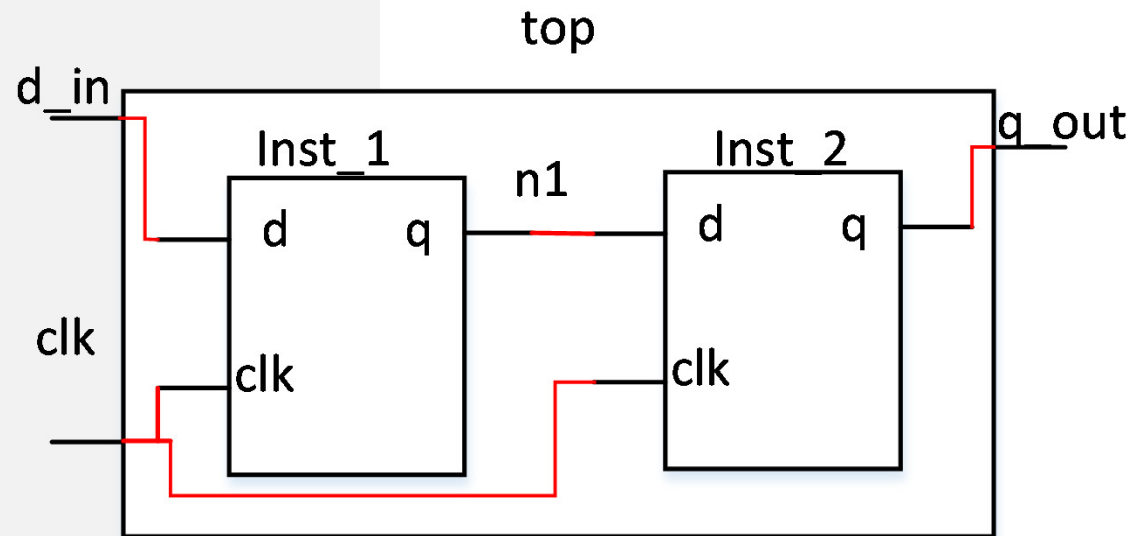 top
d_in
q_out
Inst_1
Inst_2
n1
d
q
d
q
clk
clk
clk